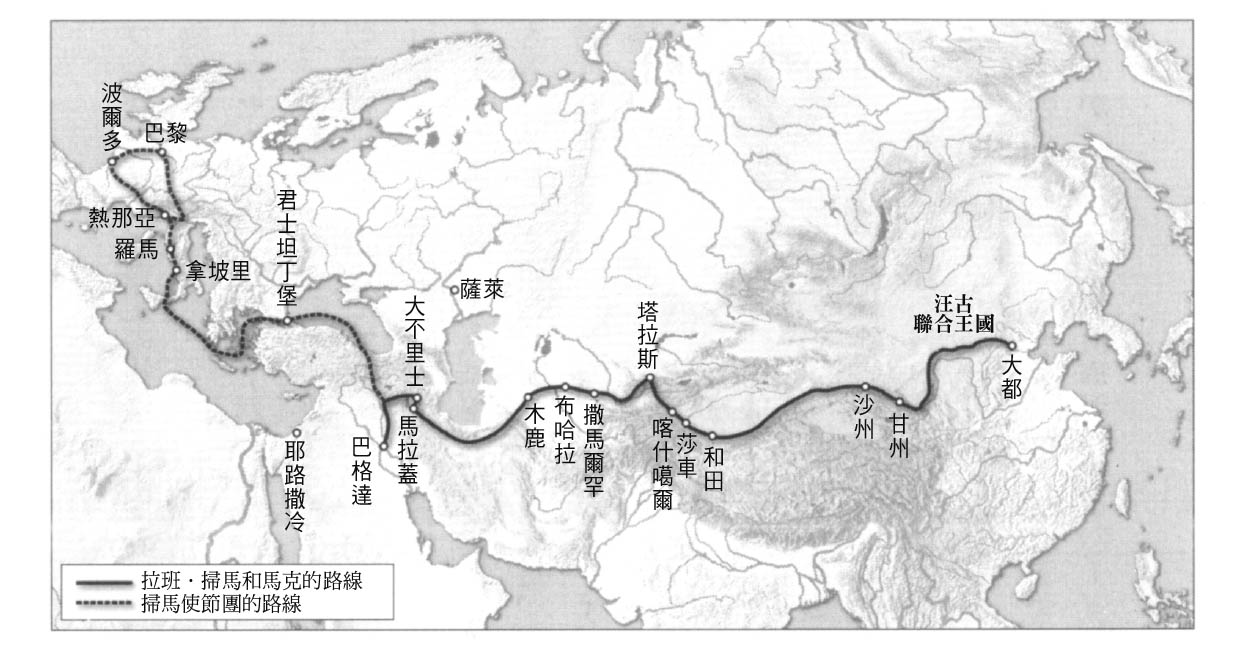 波爾多
巴黎
熱那亞
羅馬
拿坡里
君士坦丁堡
薩萊
大不里士
馬拉蓋
巴格達
耶路撒冷
木鹿
布哈拉
撒馬爾罕
塔拉斯
喀什噶爾
莎車
和田
沙州
甘州
汪古
聯合王國
大都
拉班．掃馬和馬克的路線
掃馬使節團的路線